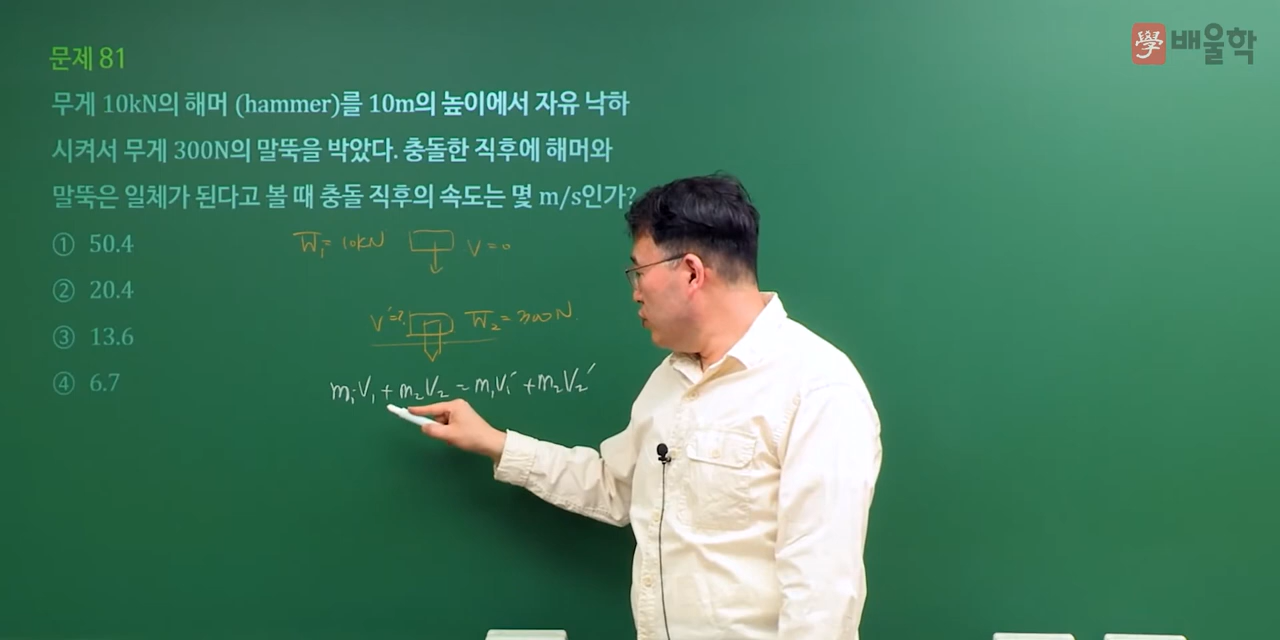 學 배울학
문제 81
무게 10kN의 해머 (hammer)를 10m의 높이에서 자유 낙하
시켜서 무게 300N의 말뚝을 박았다. 충돌한 직후에 해머와
말뚝은 일체가 된다고 볼 때 충돌 직후의 속도는 몇 m/s인가?
① 50.4
② 20.4
③ 13.6
④ 6.7
W₁=10kN V=0
V'=? W₂=300N.
m₁V₁+m₂V₂=m₁V₁'+m₂V₂'